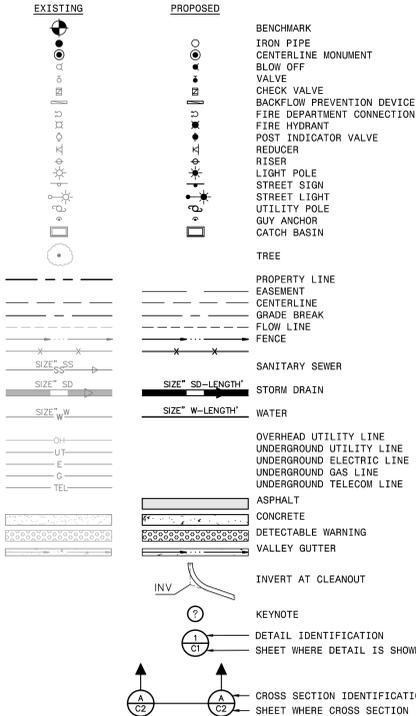 EXISTING PROPOSED
BENCHMARK
IRON PIPE
CENTERLINE MONUMENT
BLOW OFF
VALVE
CHECK VALVE
BACKFLOW PREVENTION DEVICE
FIRE DEPARTMENT CONNECTION
FIRE HYDRANT
POST INDICATOR VALVE
REDUCER
RISER
LIGHT POLE
STREET SIGN
STREET LIGHT
UTILITY POLE
GUY ANCHOR
CATCH BASIN
TREE
PROPERTY LINE
EASEMENT
CENTERLINE
GRADE BREAK
FLOW LINE
FENCE
X X X X
SIZE" SS
SS
SANITARY SEWER
SIZE" SD SIZE" SD-LENGTH'
STORM DRAIN
SIZE" W SIZE" W-LENGTH'
W
WATER
OH OVERHEAD UTILITY LINE
UT UNDERGROUND UTILITY LINE
E UNDERGROUND ELECTRIC LINE
G UNDERGROUND GAS LINE
TEL UNDERGROUND TELECOM LINE
ASPHALT
CONCRETE
DETECTABLE WARNING
VALLEY GUTTER
INV INVERT AT CLEANOUT
? KEYNOTE
1 DETAIL IDENTIFICATION
C1 SHEET WHERE DETAIL IS SHOW
A A CROSS SECTION IDENTIFICATI
C2 C2 SHEET WHERE CROSS SECTION